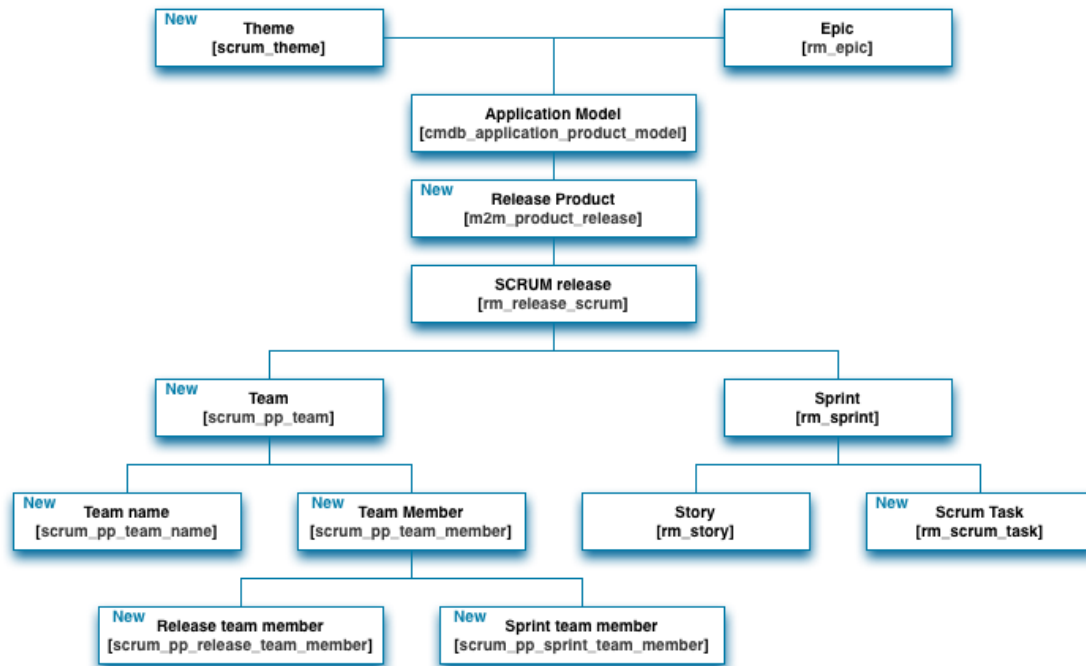 New
Theme
[scrum_theme]
Epic
[rm_epic]
Application Model
[cmdb_application_product_model]
New
Release Product
[m2m_product_release]
SCRUM release
[rm_release_scrum]
New
Team
[scrum_pp_team]
Sprint
[rm_sprint]
New
Team name
[scrum_pp_team_name]
New
Team Member
[scrum_pp_team_member]
Story
[rm_story]
New
Scrum Task
[rm_scrum_task]
New
Release team member
[scrum_pp_release_team_member]
New
Sprint team member
[scrum_pp_sprint_team_member]